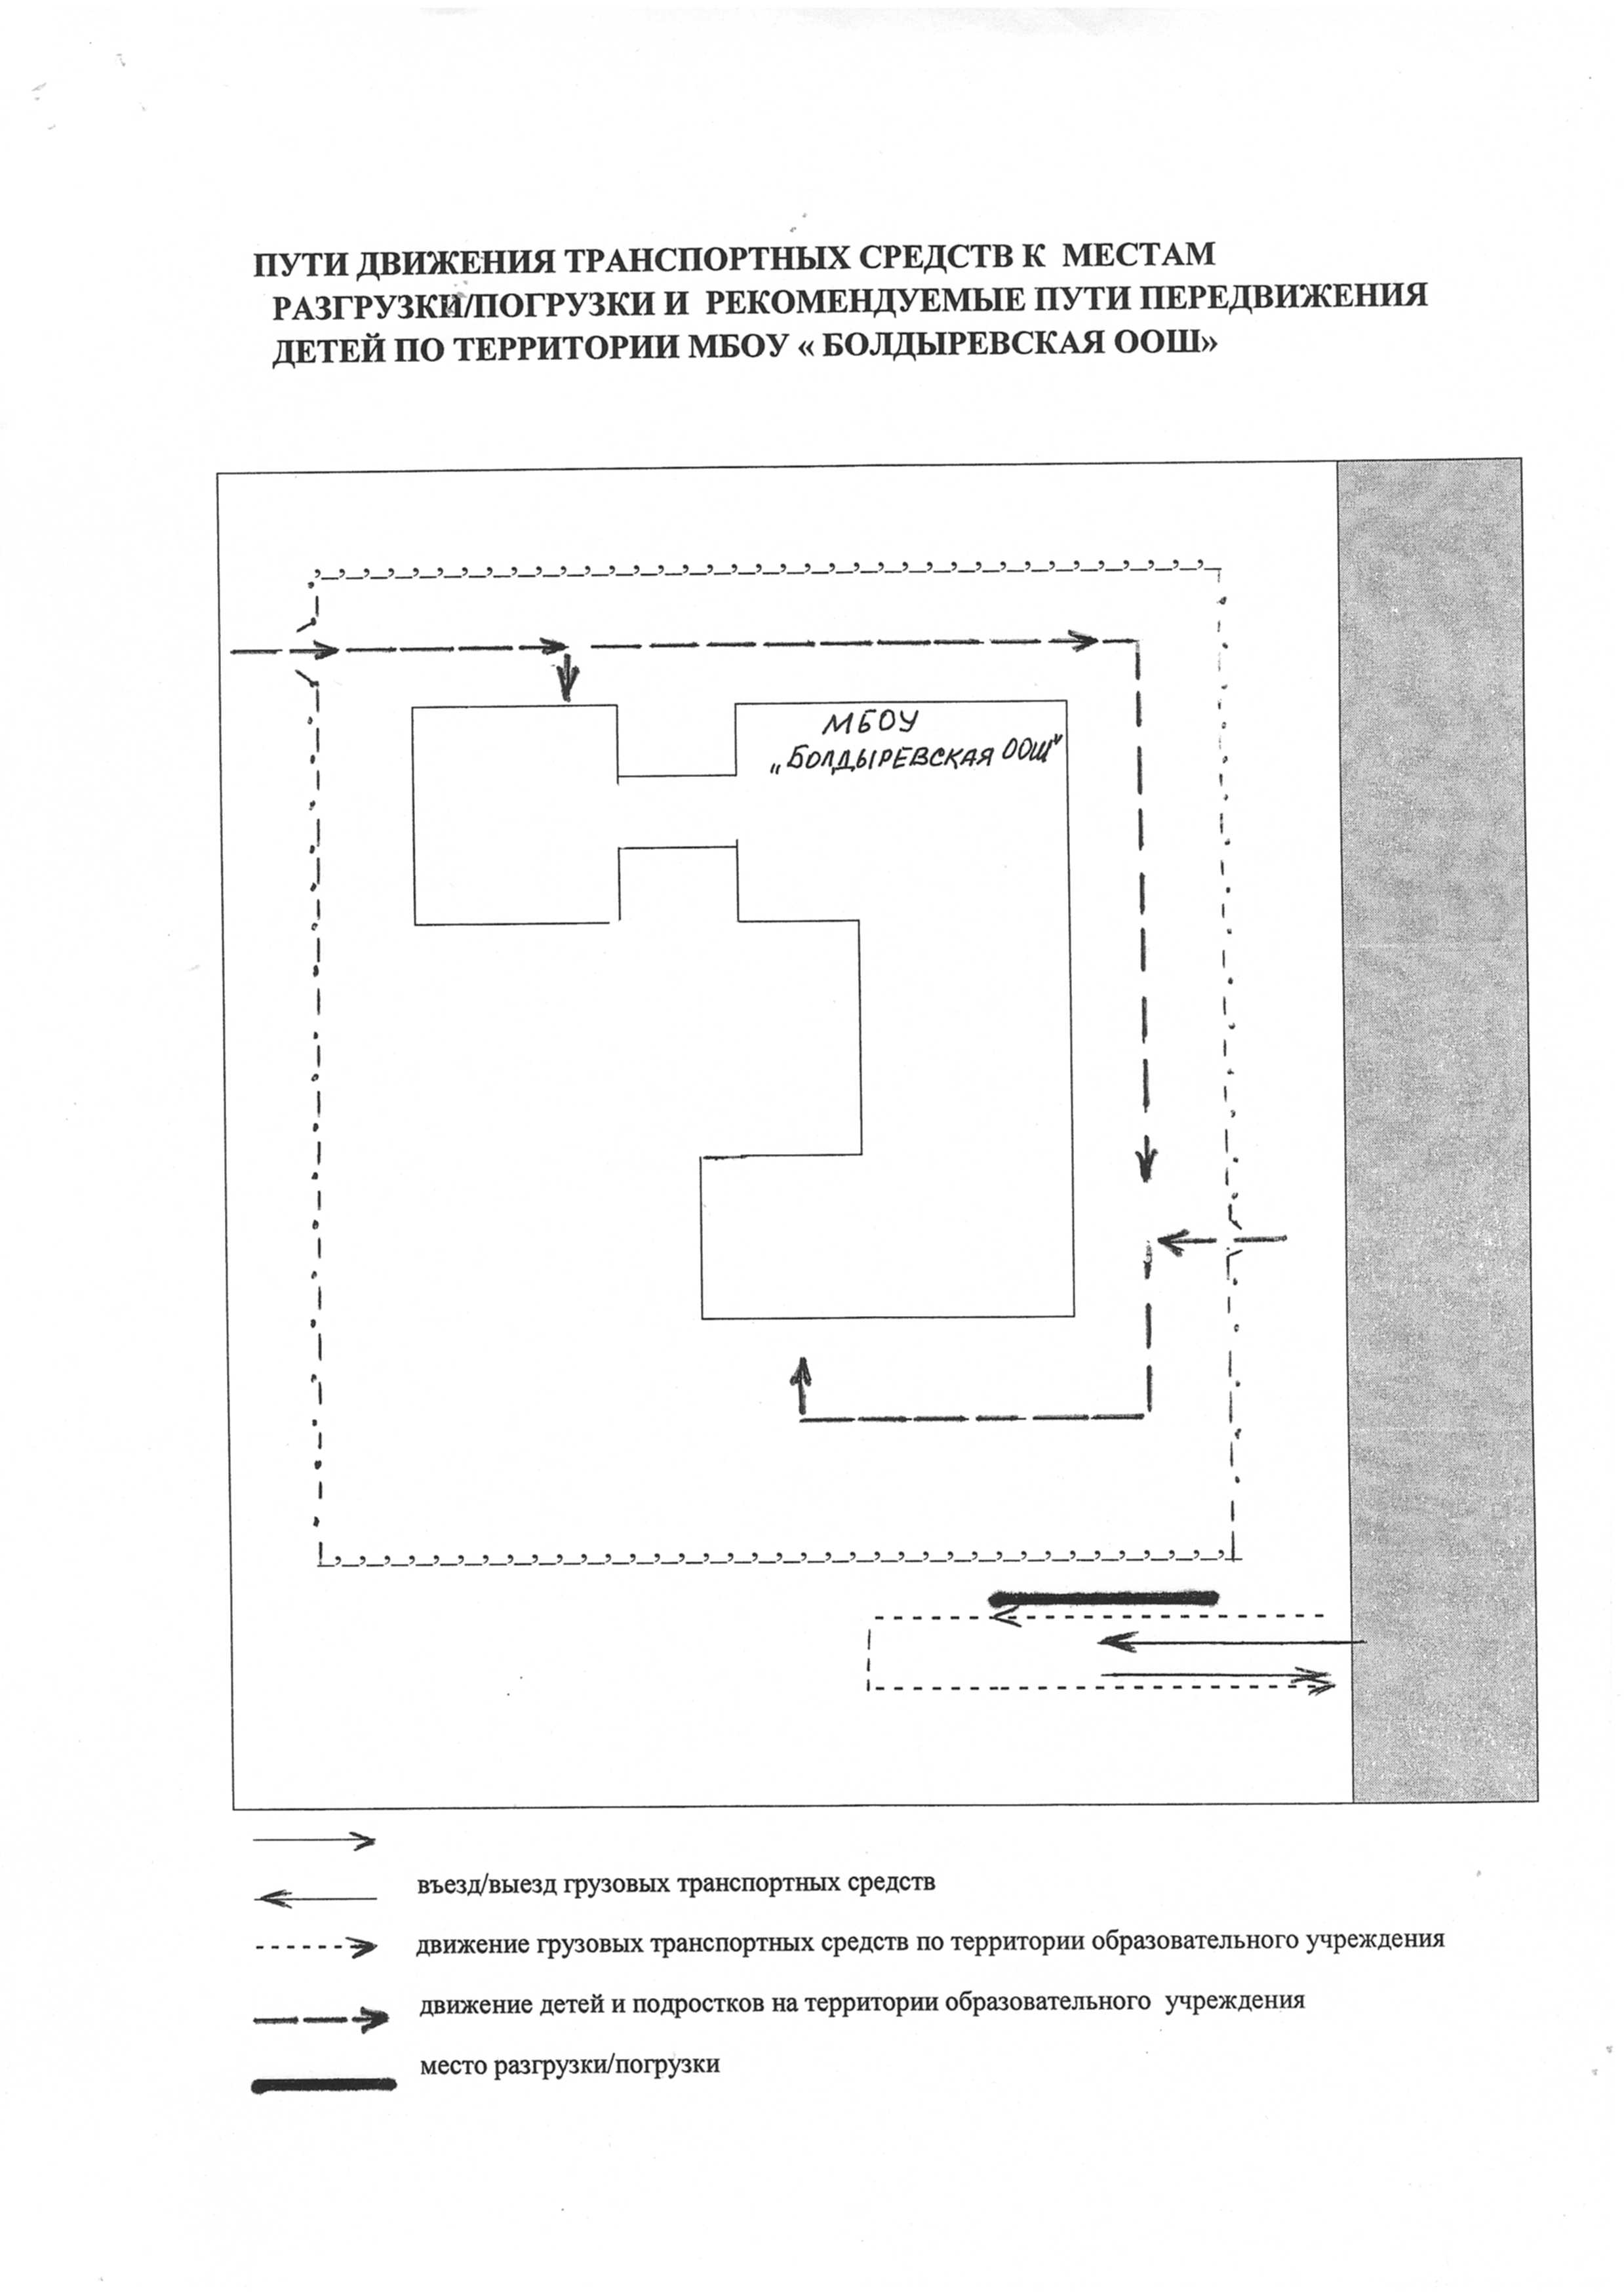 ПУТИ ДВИЖЕНИЯ ТРАНСПОРТНЫХ СРЕДСТВ К МЕСТАМ
РАЗГРУЗКИ/ПОГРУЗКИ И РЕКОМЕНДУЕМЫЕ ПУТИ ПЕРЕДВИЖЕНИЯ
ДЕТЕЙ ПО ТЕРРИТОРИИ МБОУ « БОЛДЫРЕВСКАЯ ООШ»
МБОУ
„БОЛДЫРЕВСКАЯ ООШ"
въезд/выезд грузовых транспортных средств
движение грузовых транспортных средств по территории образовательного учреждения
движение детей и подростков на территории образовательного учреждения
место разгрузки/погрузки